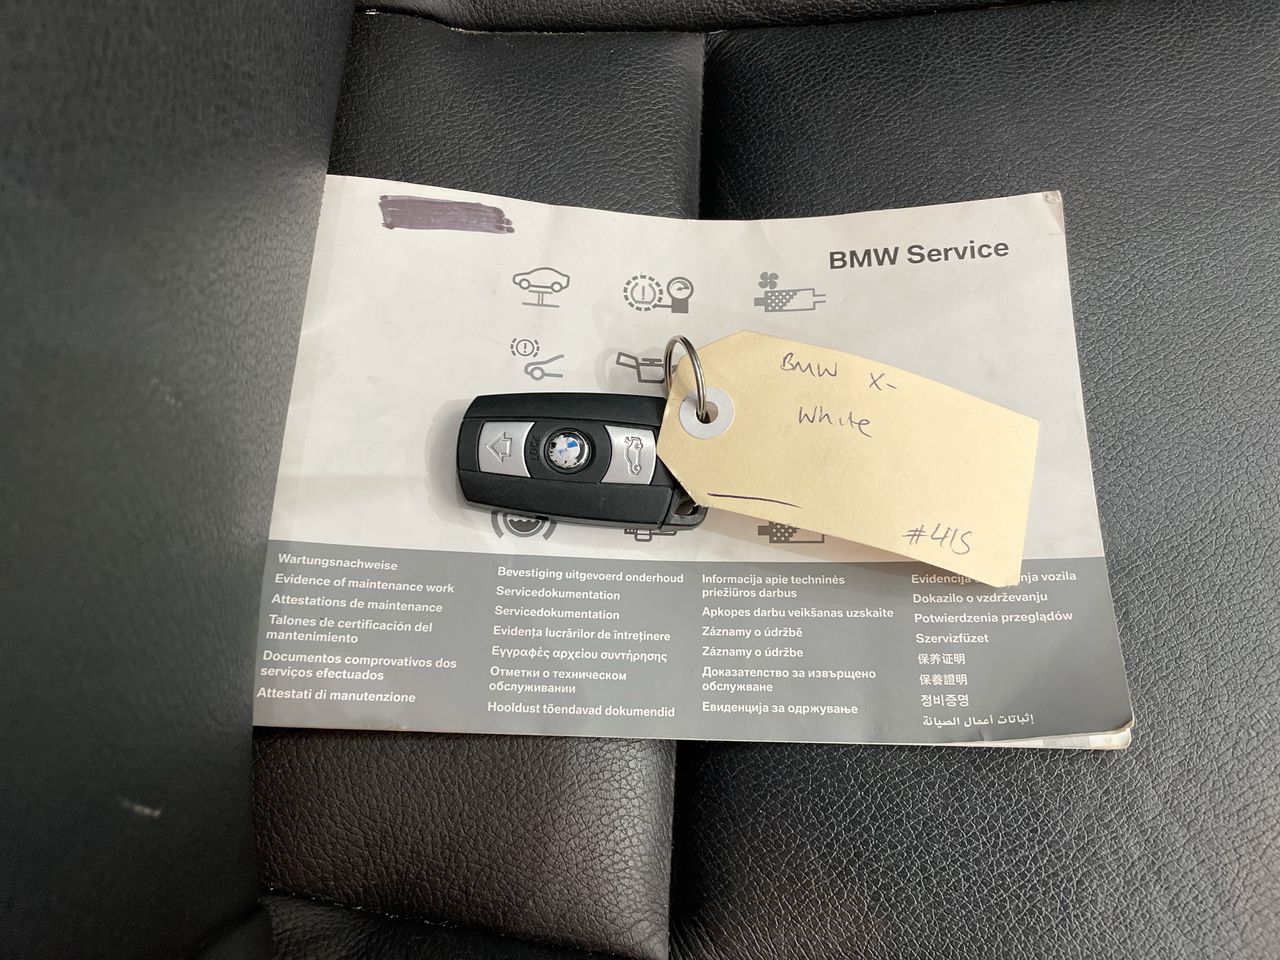 BMW Service
BMW X-
White
#415
LOCK
Wartungsnachweise
Evidence of maintenance work
Attestations de maintenance
Talones de certificación del
mantenimiento
Documentos comprovativos dos
serviços efectuados
Attestati di manutenzione
Bevestiging uitgevoerd onderhoud
Servicedokumentation
Servicedokumentation
Evidența lucrărilor de întreținere
Εγγραφές αρχείου συντήρησης
Отметки о техническом
обслуживании
Hooldust tõendavad dokumendid
Informacija apie techninės
priežiūros darbus
Apkopes darbu veikšanas uzskaite
Záznamy o údržbě
Záznamy o údržbe
Доказателство за извършено
обслужване
Евиденција за одржување
Evidencija vozila
Dokazilo o vzdrževanju
Potwierdzenia przeglądów
Szervizfüzet
保养证明
保養證明
정비증명
إثباتات أعمال الصيانة